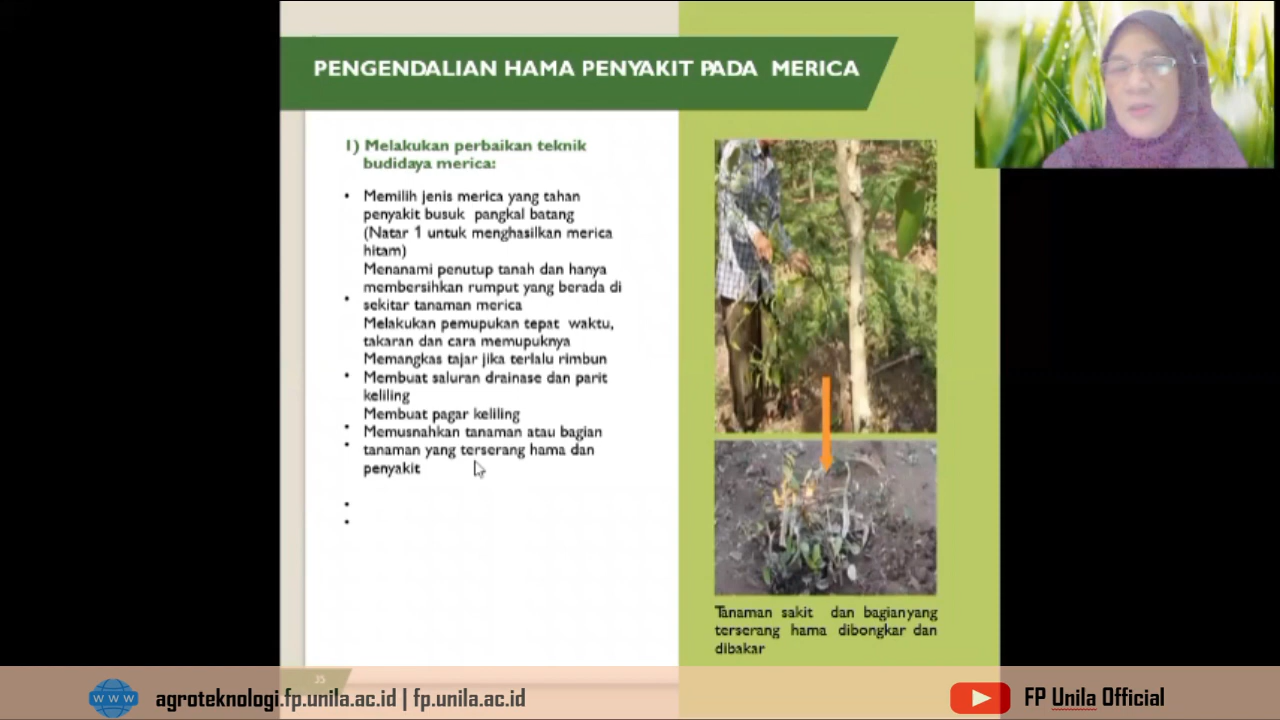 PENGENDALIAN HAMA PENYAKIT PADA MERICA
1) Melakukan perbaikan teknik
budidaya merica:
• Memilih jenis merica yang tahan
penyakit busuk pangkal batang
(Natar 1 untuk menghasilkan merica
hitam)
Menanami penutup tanah dan hanya
membersihkan rumput yang berada di
• sekitar tanaman merica
Melakukan pemupukan tepat waktu,
takaran dan cara memupuknya
Memangkas tajar jika terlalu rimbun
• Membuat saluran drainase dan parit
keliling
Membuat pagar keliling
• Memusnahkan tanaman atau bagian
• tanaman yang terserang hama dan
penyakit
•
•
Tanaman sakit dan bagianyang
terserang hama dibongkar dan
dibakar
35
WWW
agroteknologi.fp.unila.ac.id | fp.unila.ac.id
FP Unila Official